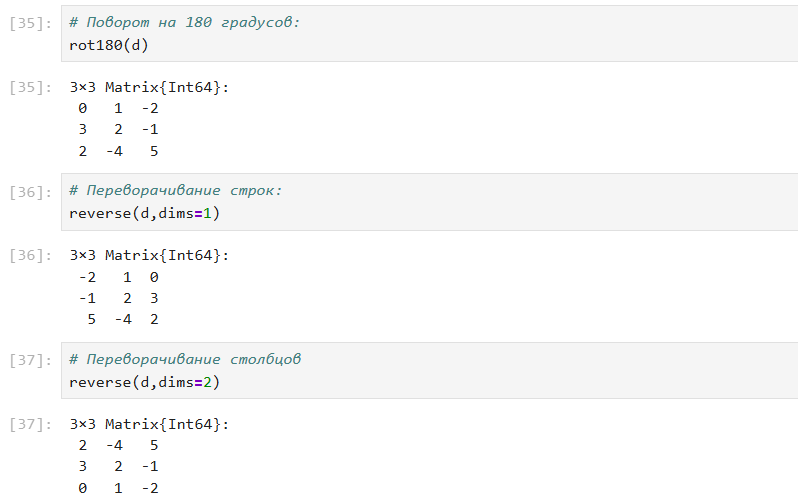 [35]: # Поворот на 180 градусов:
rot180(d)
[35]: 3×3 Matrix{Int64}:
0 1 -2
3 2 -1
2 -4 5
[36]: # Переворачивание строк:
reverse(d,dims=1)
[36]: 3×3 Matrix{Int64}:
-2 1 0
-1 2 3
5 -4 2
[37]: # Переворачивание столбцов
reverse(d,dims=2)
[37]: 3×3 Matrix{Int64}:
2 -4 5
3 2 -1
0 1 -2